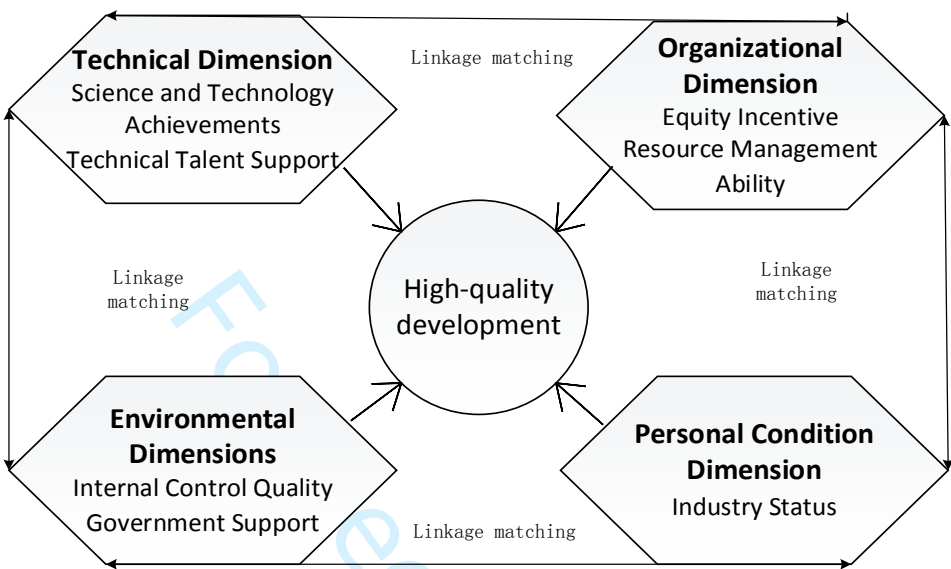 Technical Dimension
Science and Technology
Achievements
Technical Talent Support
Linkage matching
Organizational
Dimension
Equity Incentive
Resource Management
Ability
Linkage
matching
High-quality
development
Linkage
matching
Environmental
Dimensions
Internal Control Quality
Government Support
Linkage matching
Personal Condition
Dimension
Industry Status